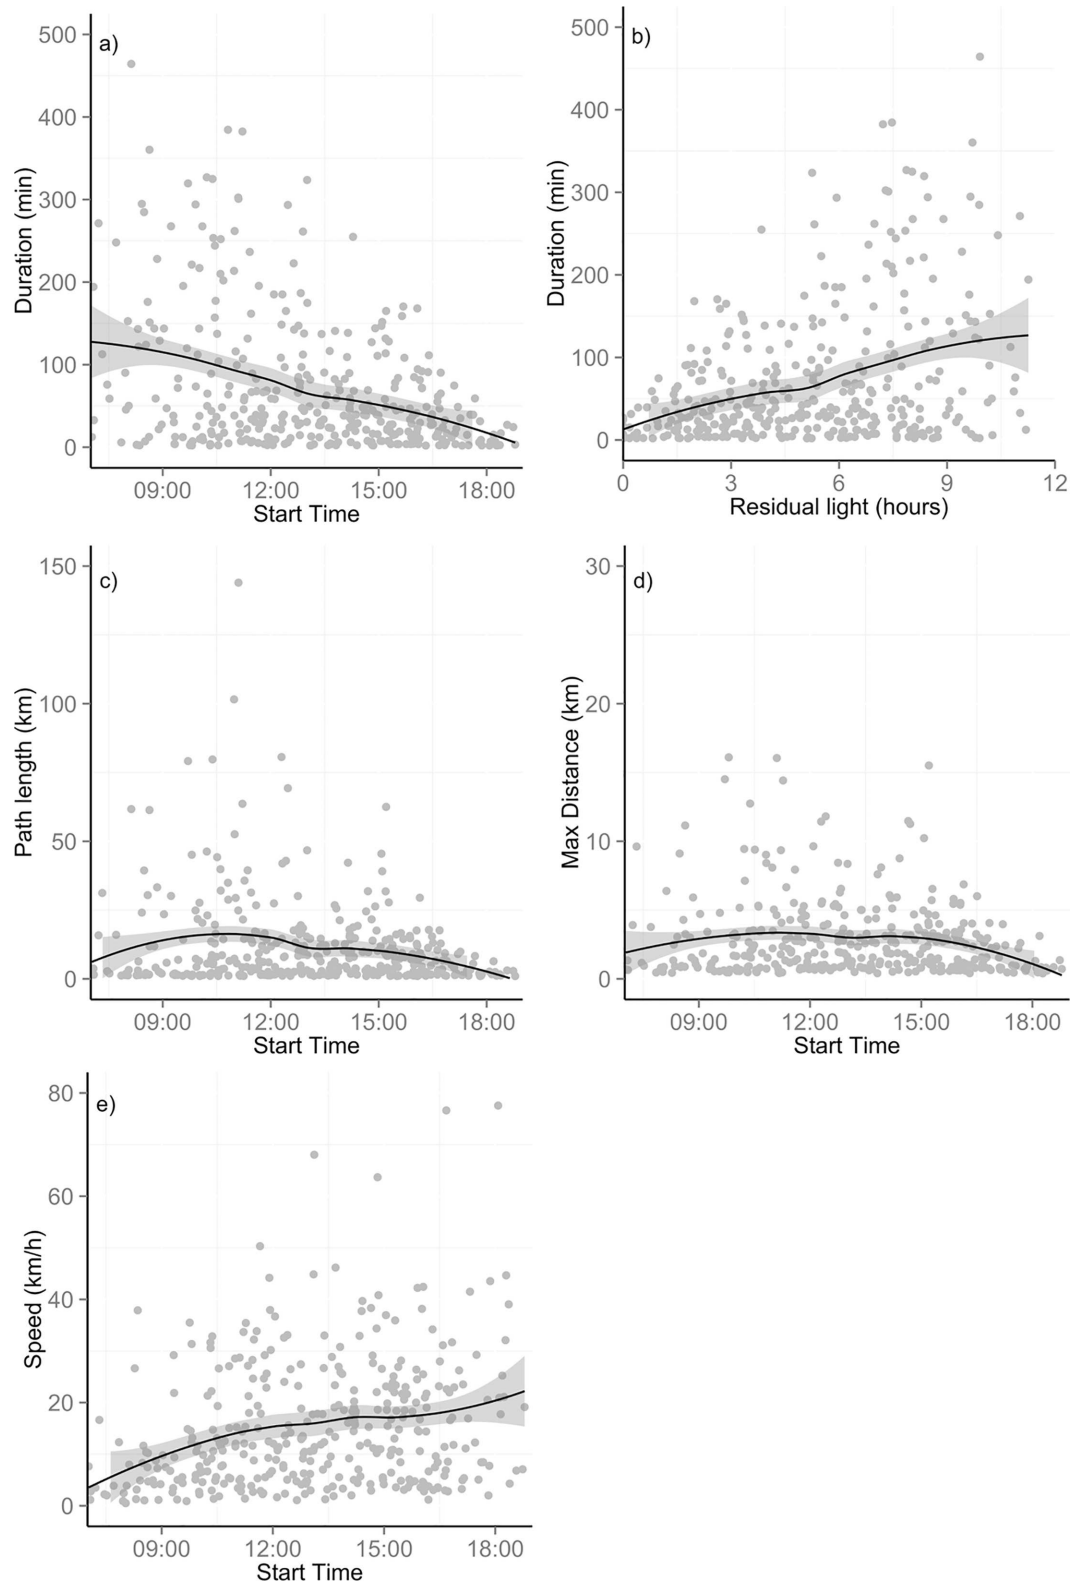 a)
500
400
300
200
100
0
Duration (min)
09:00 12:00 15:00 18:00
Start Time
b)
500
400
300
200
100
0
Duration (min)
0 3 6 9 12
Residual light (hours)
c)
150
100
50
0
Path length (km)
09:00 12:00 15:00 18:00
Start Time
d)
30
20
10
0
Max Distance (km)
09:00 12:00 15:00 18:00
Start Time
e)
80
60
40
20
0
Speed (km/h)
09:00 12:00 15:00 18:00
Start Time